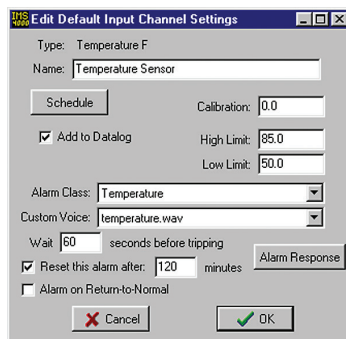 IMS 4000 Edit Default Input Channel Settings
Type: Temperature F
Name: Temperature Sensor
Schedule
Calibration: 0.0
Add to Datalog
High Limit: 85.0
Low Limit: 50.0
Alarm Class: Temperature
Custom Voice: temperature.wav
Wait 60 seconds before tripping
Alarm Response
Reset this alarm after: 120 minutes
Alarm on Return-to-Normal
Cancel OK